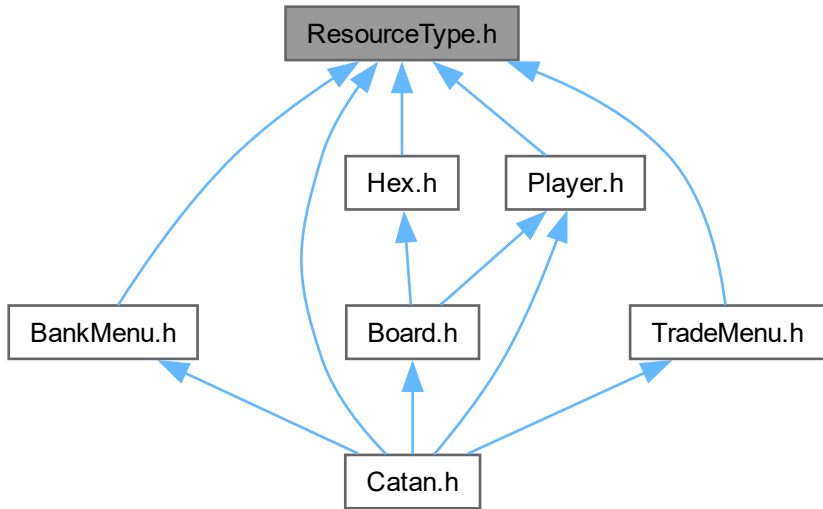 ResourceType.h
Hex.h
Player.h
BankMenu.h
Board.h
TradeMenu.h
Catan.h